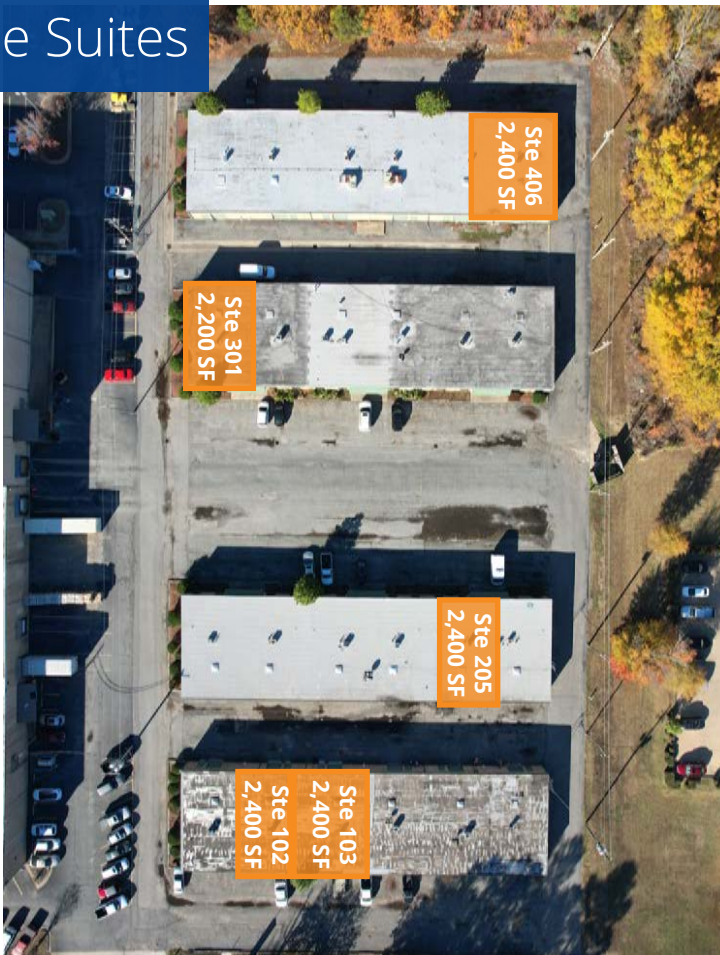 e Suites
Ste 406
2,400 SF
Ste 301
2,200 SF
Ste 205
2,400 SF
Ste 103
2,400 SF
Ste 102
2,400 SF